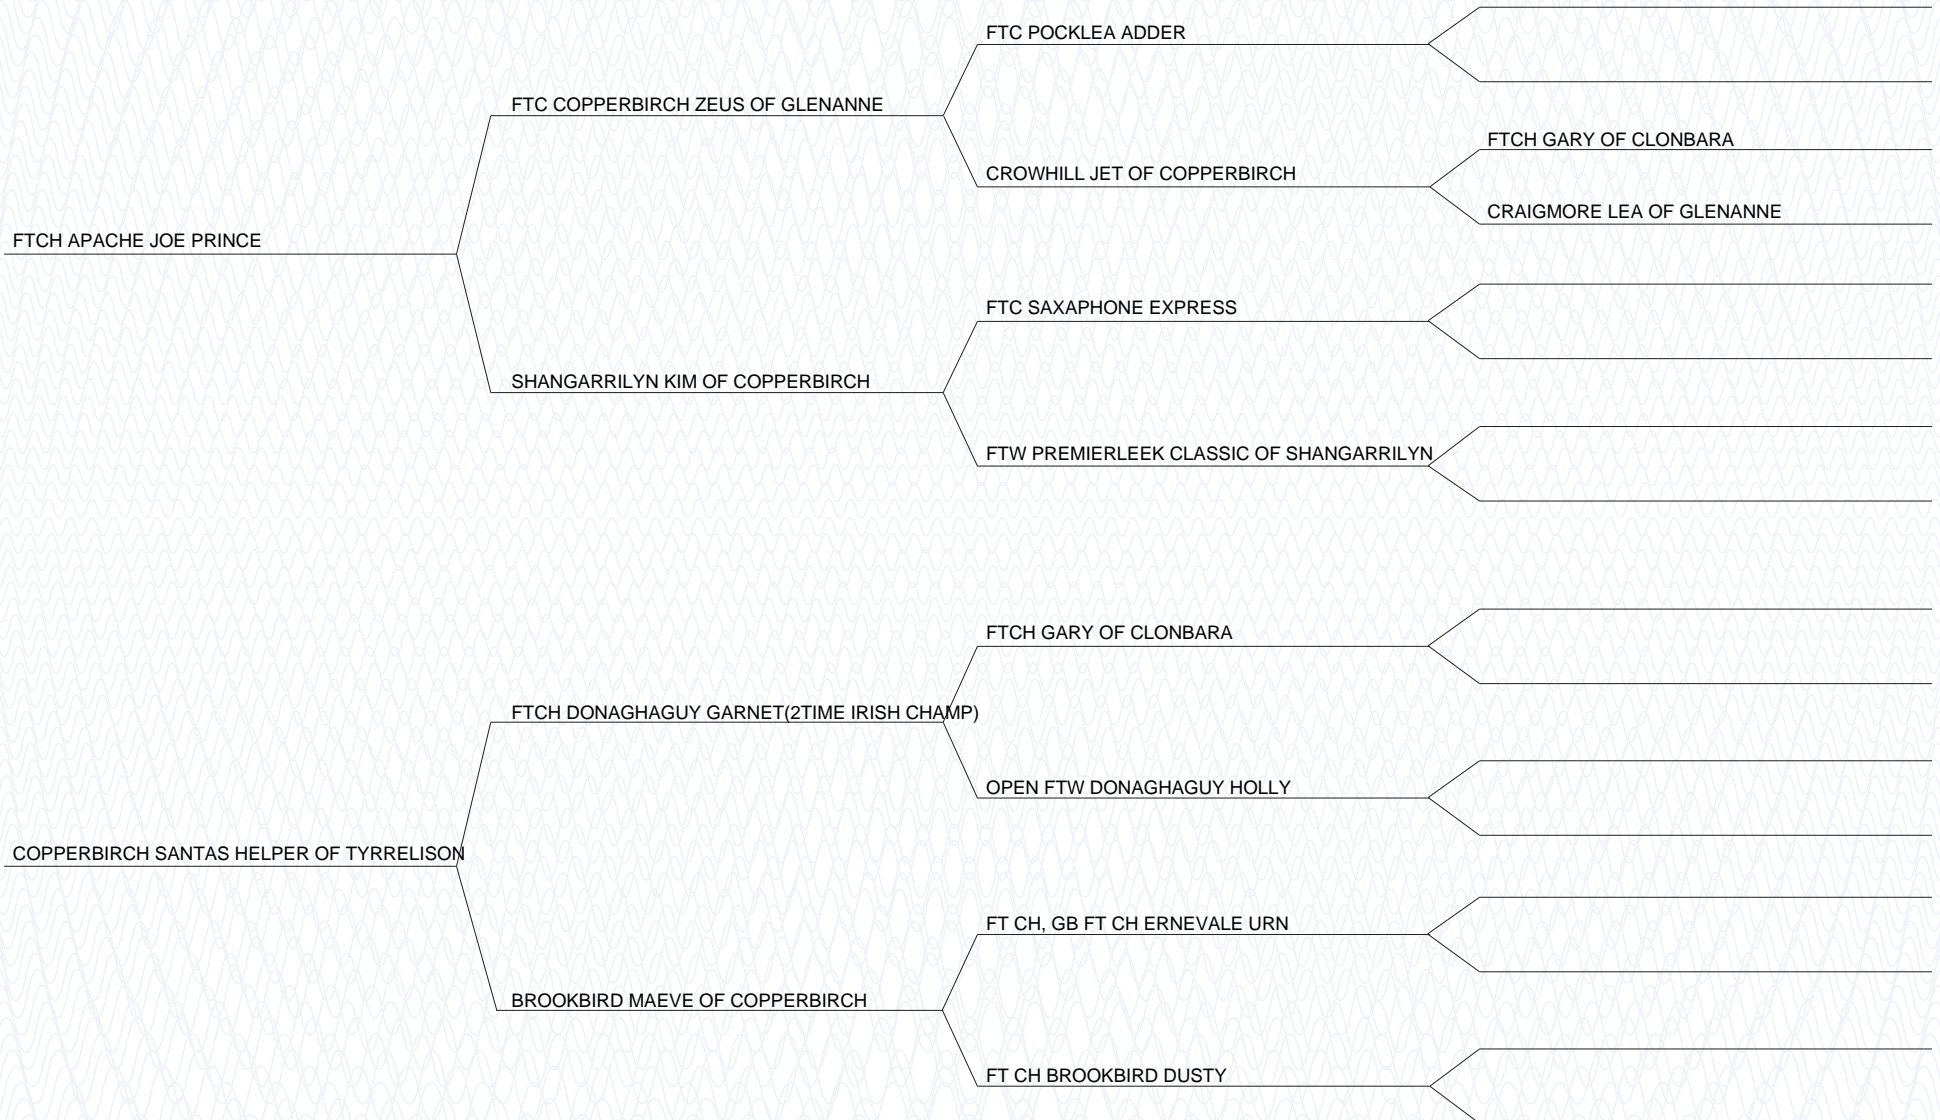 FTC POCKLEA ADDER
FTC COPPERBIRCH ZEUS OF GLENANNE
FTCH GARY OF CLONBARA
CROWHILL JET OF COPPERBIRCH
CRAIGMORE LEA OF GLENANNE
FTCH APACHE JOE PRINCE
FTC SAXAPHONE EXPRESS
SHANGARRILYN KIM OF COPPERBIRCH
FTW PREMIERLEEK CLASSIC OF SHANGARRILYN
FTCH GARY OF CLONBARA
FTCH DONAGHAGUY GARNET(2TIME IRISH CHAMP)
OPEN FTW DONAGHAGUY HOLLY
COPPERBIRCH SANTAS HELPER OF TYRRELISON
FT CH, GB FT CH ERNEVALE URN
BROOKBIRD MAEVE OF COPPERBIRCH
FT CH BROOKBIRD DUSTY